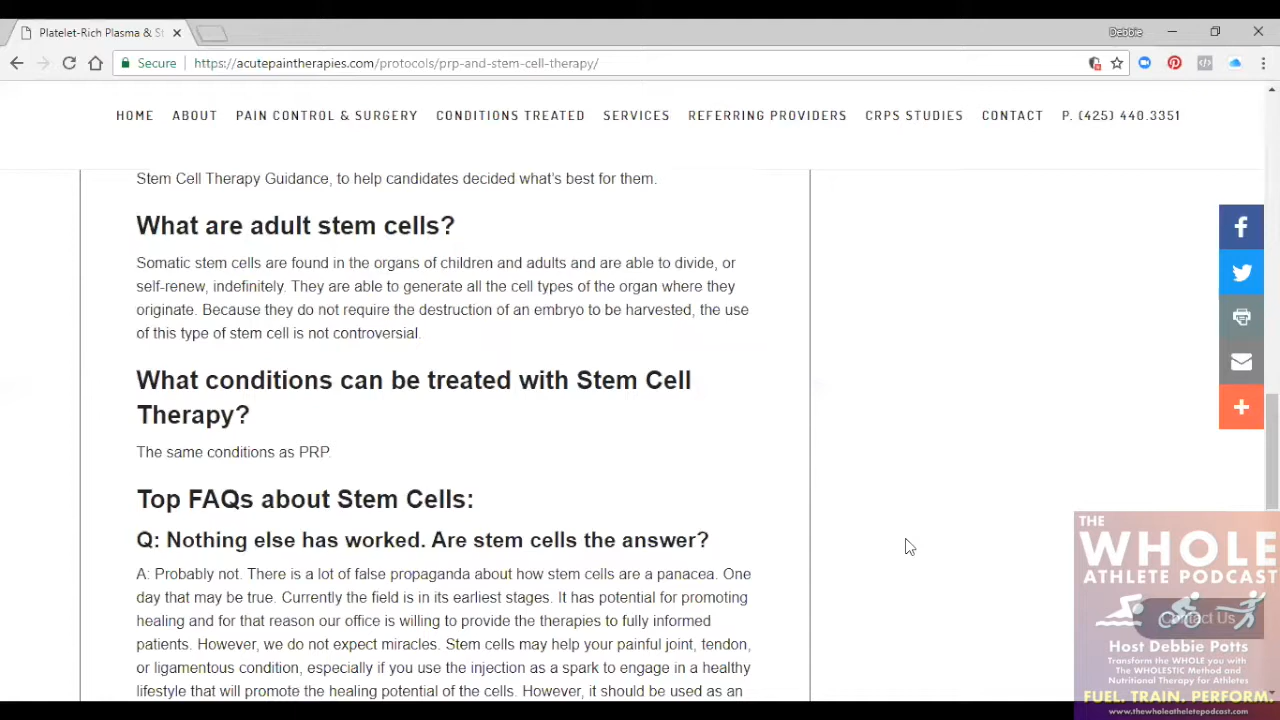 Platelet-Rich Plasma & St
Debbie
Secure
https://acutepaintherapies.com/protocols/prp-and-stem-cell-therapy/
HOME ABOUT PAIN CONTROL & SURGERY CONDITIONS TREATED SERVICES REFERRING PROVIDERS CRPS STUDIES CONTACT P. (425) 440.3351
Stem Cell Therapy Guidance, to help candidates decided what's best for them.
What are adult stem cells?
Somatic stem cells are found in the organs of children and adults and are able to divide, or
self-renew, indefinitely. They are able to generate all the cell types of the organ where they
originate. Because they do not require the destruction of an embryo to be harvested, the use
of this type of stem cell is not controversial.
What conditions can be treated with Stem Cell
Therapy?
The same conditions as PRP.
Top FAQs about Stem Cells:
Q: Nothing else has worked. Are stem cells the answer?
A: Probably not. There is a lot of false propaganda about how stem cells are a panacea. One
day that may be true. Currently the field is in its earliest stages. It has potential for promoting
healing and for that reason our office is willing to provide the therapies to fully informed
patients. However, we do not expect miracles. Stem cells may help your painful joint, tendon,
or ligamentous condition, especially if you use the injection as a spark to engage in a healthy
lifestyle that will promote the healing potential of the cells. However, it should be used as an
THE
WHOLE
ATHLETE PODCAST
Contact Us
Host Debbie Potts
Transform the WHOLE you with
The WHOLESTIC Method and
Nutritional Therapy for Athletes
FUEL. TRAIN. PERFORM.
www.thewholeatheletepodcast.com